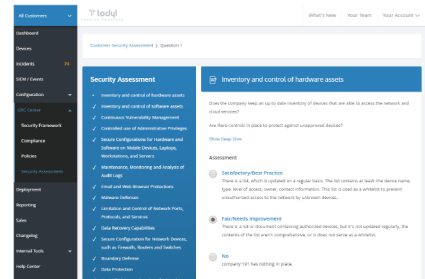 All Customers
todyl
What's New
Your Team
Your Account
Dashboard
Devices
Incidents
74
SIEM / Events
Configuration
GRC Center
Security Framework
Compliance
Policies
Security Assessment
Deployment
Reporting
Sales
Changelog
Internal Tools
Help Center
Customer Security Assessment > Question 1
Security Assessment
Inventory and control of hardware assets
Inventory and control of software assets
Continuous Vulnerability Management
Controlled use of Administrative Privileges
Secure Configurations for Hardware and
Software on Mobile Devices, Laptops,
Workstations, and Servers
Maintenance, Monitoring and Analysis of
Audit Logs
Email and Web Browser Protections
Malware Defenses
Limitation and Control of Network Ports,
Protocols, and Services
Data Recovery Capabilities
Secure Configurations for Network Devices,
such as Firewalls, Routers and Switches
Boundary Defense
Data Protection
Inventory and control of hardware assets
Does the company keep an up to date inventory of devices that are able to access the network and
cloud services?
Are there controls in place to protect against unapproved devices?
Show Deep Dive
Assessment
Satisfactory/Best Practice
There is a list, which is updated on a regular basis. The list contains at least the device name,
type, level of access, owner, contact information. This list is used as a whitelist to prevent
unauthorized access to the network by unknown devices.
Fair/Needs Improvement
There is a list or document containing authorized devices, but it's not updated regularly, the
contents of the list aren't comprehensive, or is does not serve as a whitelist.
No
company-191 has nothing in place.